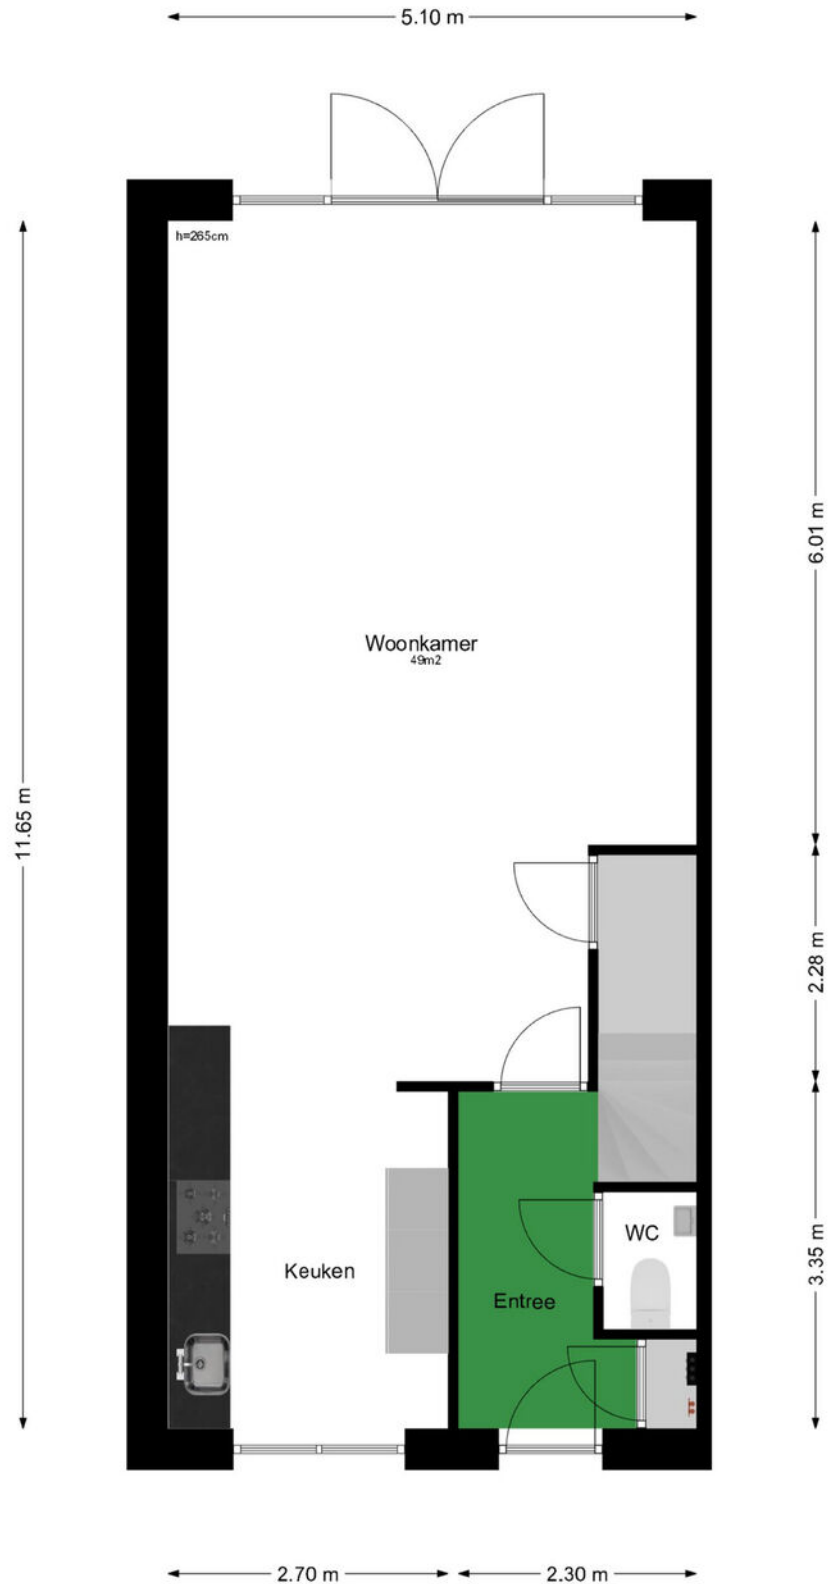 5.10 m
h=265cm
6.01 m
Woonkamer
49m2
11.65 m
2.28 m
WC
3.35 m
Keuken
Entree
2.70 m
2.30 m